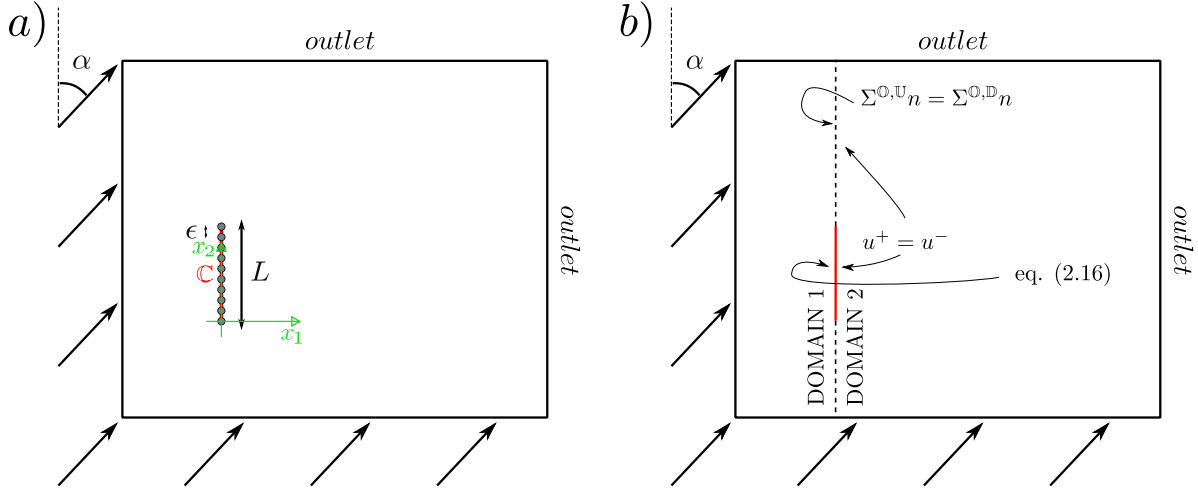 a)
outlet
α
outlet
ϵ
x₂
ℂ
L
x₁
b)
outlet
α
Σ^{𝕆,𝕌}n = Σ^{𝕆,𝔻}n
outlet
u⁺ = u⁻
eq. (2.16)
DOMAIN 1
DOMAIN 2